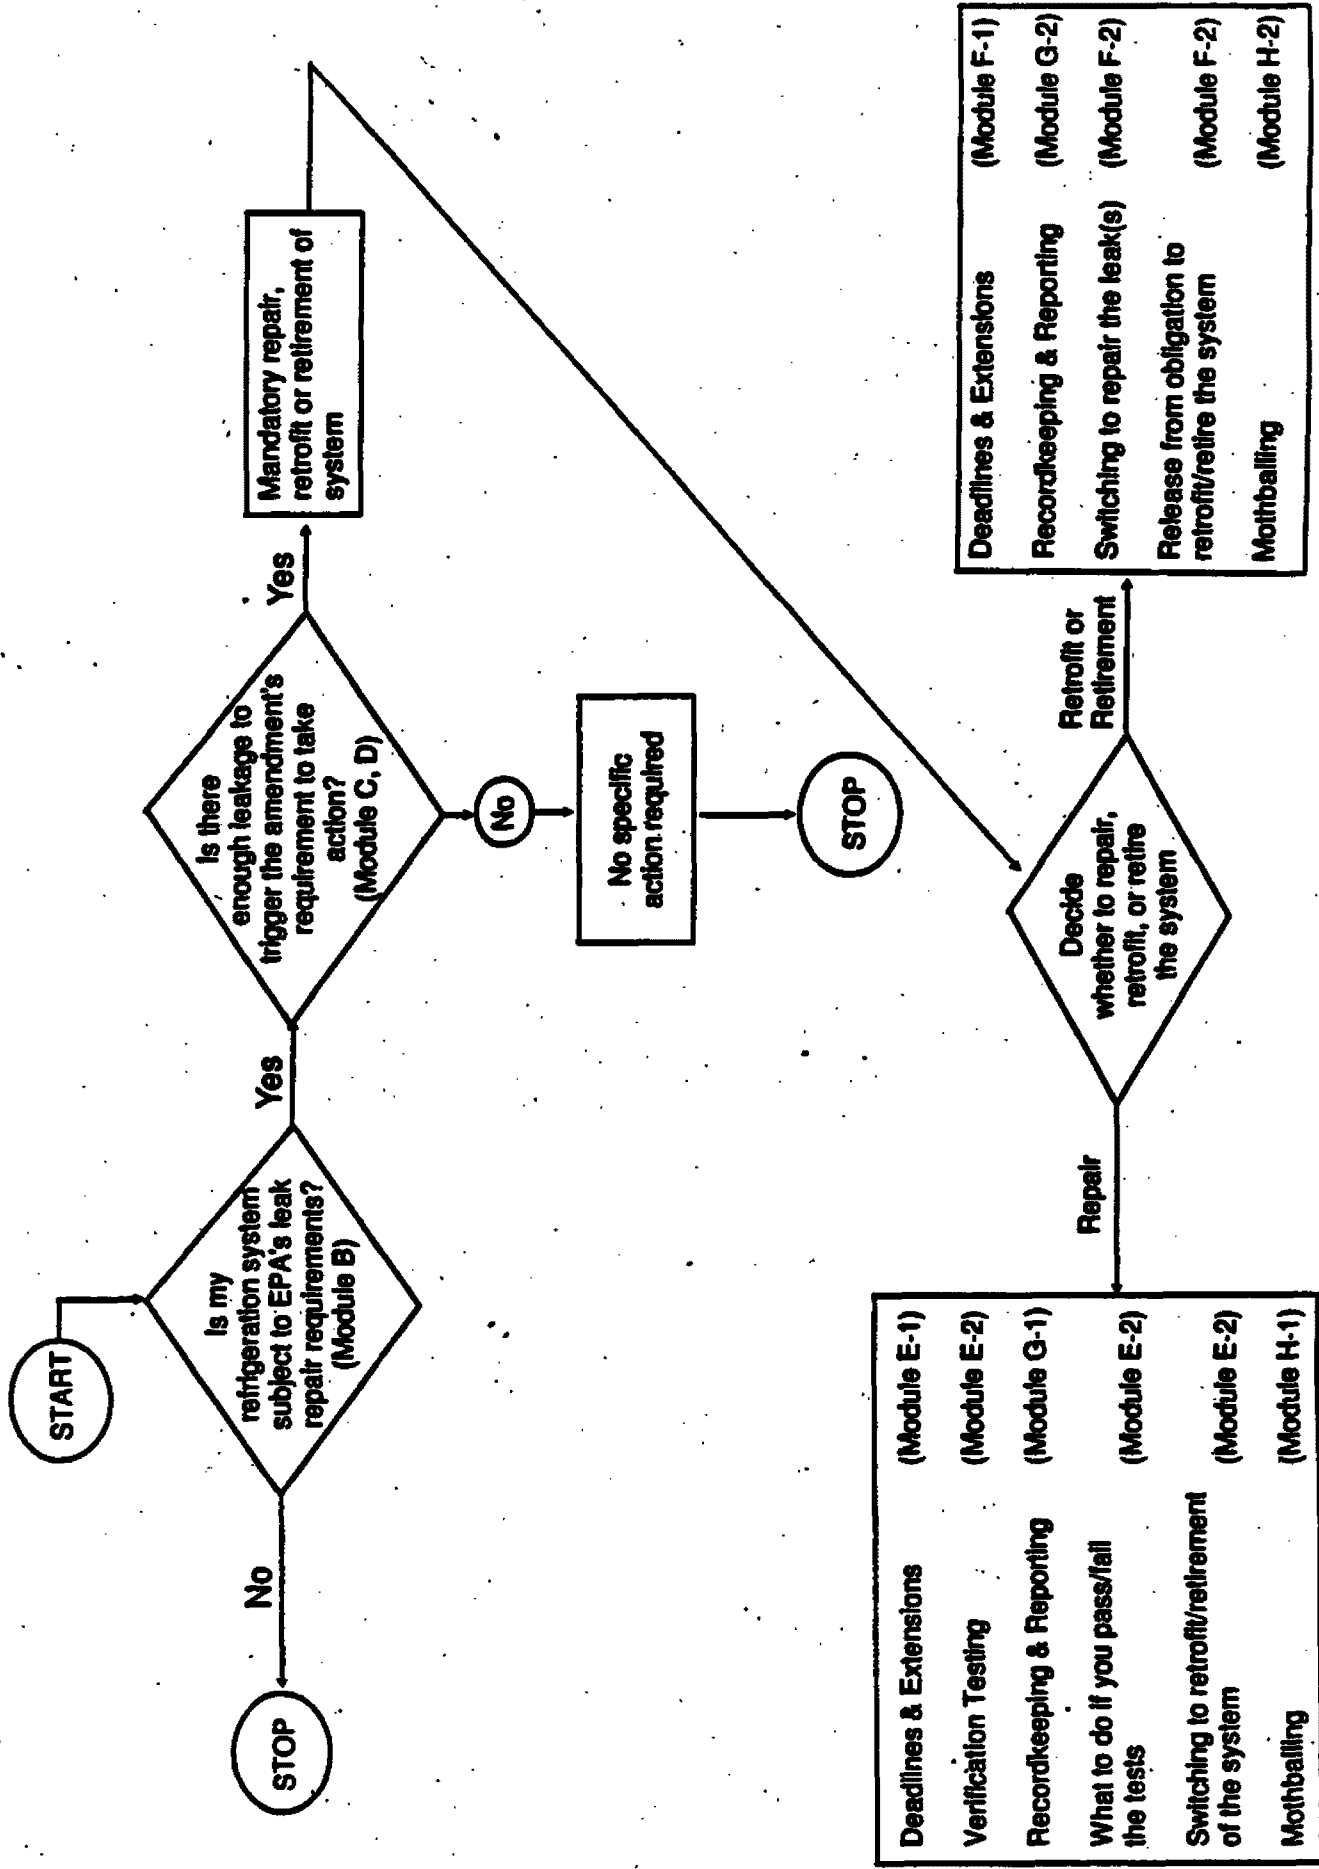 START
Is my
refrigeration system
subject to EPA's leak
repair requirements?
(Module B)
No
STOP
Yes
Is there
enough leakage to
trigger the amendment's
requirement to take
action?
(Module C, D)
Yes
Mandatory repair,
retrofit or retirement of
system
No
No specific
action required
STOP
Decide
whether to repair,
retrofit, or retire
the system
Repair
Deadlines & Extensions (Module E-1)
Verification Testing (Module E-2)
Recordkeeping & Reporting (Module G-1)
What to do if you pass/fail
the tests (Module E-2)
Switching to retrofit/retirement
of the system (Module E-2)
Mothballing (Module H-1)
Retrofit or
Retirement
Deadlines & Extensions (Module F-1)
Recordkeeping & Reporting (Module G-2)
Switching to repair the leak(s) (Module F-2)
Release from obligation to
retrofit/retire the system (Module F-2)
Mothballing (Module H-2)